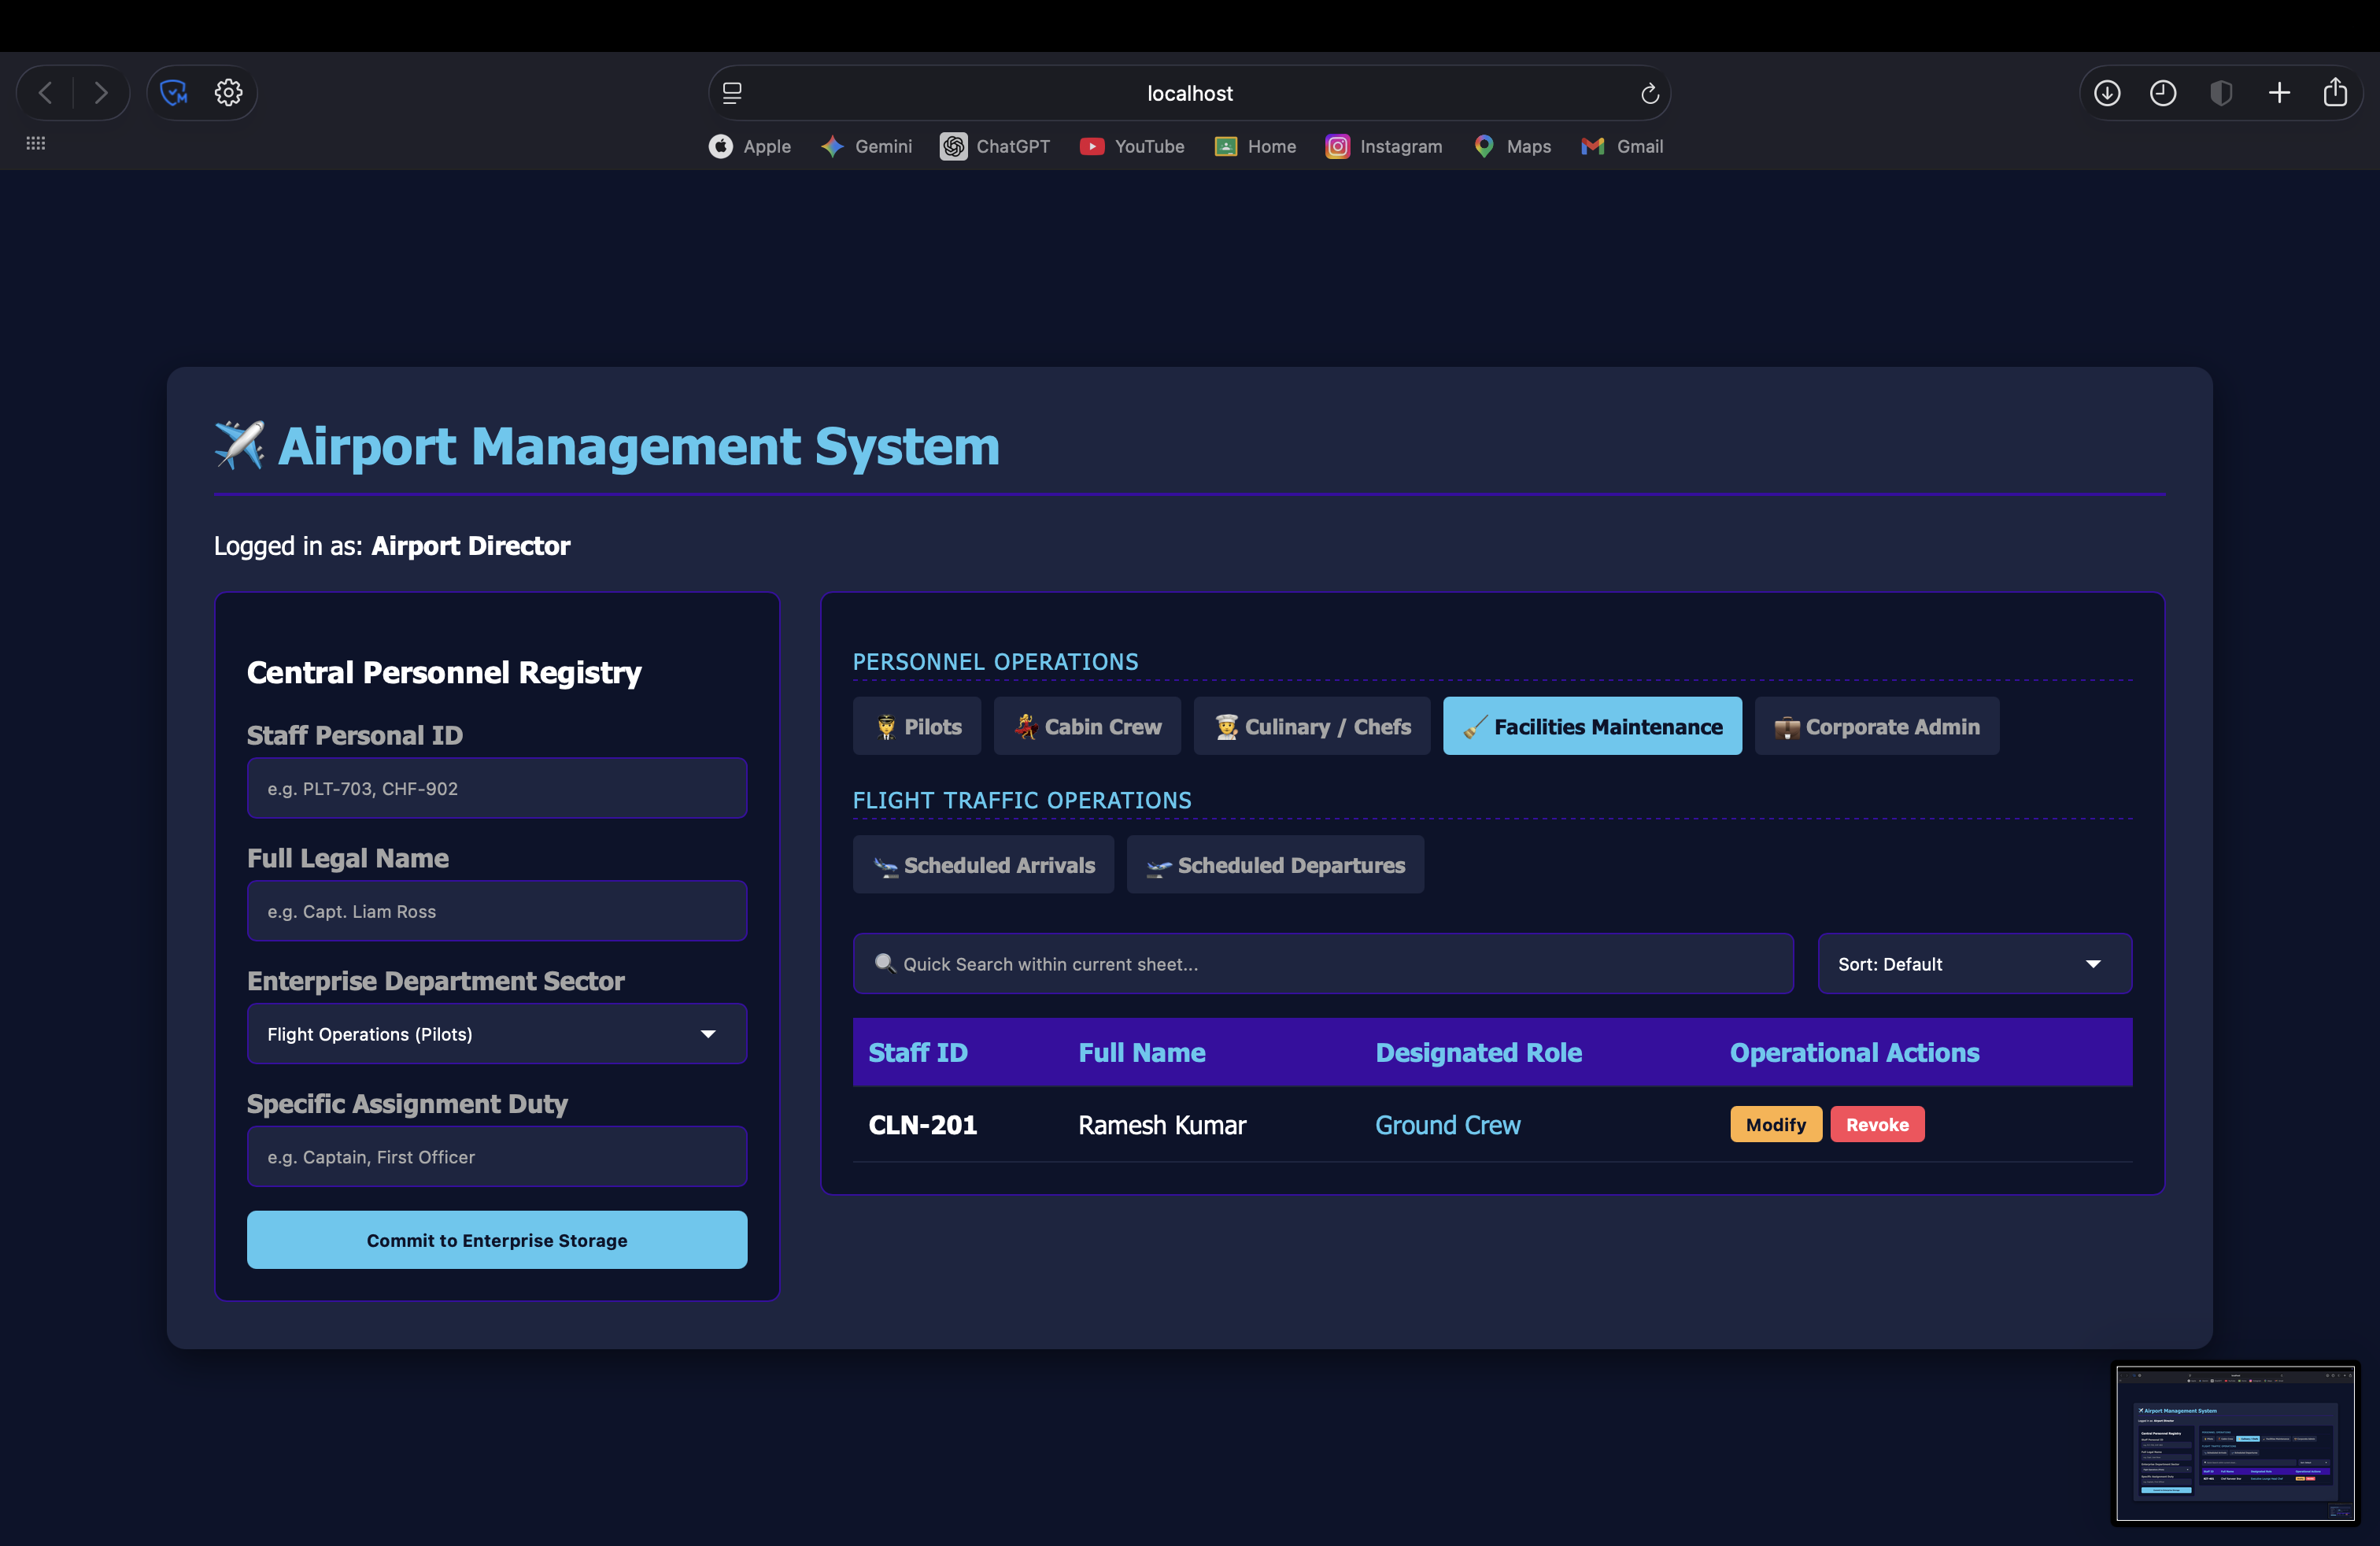 localhost
Apple
Gemini
ChatGPT
YouTube
Home
Instagram
Maps
Gmail
Airport Management System
Logged in as: Airport Director
Central Personnel Registry
Staff Personal ID
e.g. PLT-703, CHF-902
Full Legal Name
e.g. Capt. Liam Ross
Enterprise Department Sector
Flight Operations (Pilots)
Specific Assignment Duty
e.g. Captain, First Officer
Commit to Enterprise Storage
PERSONNEL OPERATIONS
Pilots
Cabin Crew
Culinary / Chefs
Facilities Maintenance
Corporate Admin
FLIGHT TRAFFIC OPERATIONS
Scheduled Arrivals
Scheduled Departures
Quick Search within current sheet...
Sort: Default
Staff ID Full Name Designated Role Operational Actions
CLN-201 Ramesh Kumar Ground Crew Modify Revoke
Airport Management System